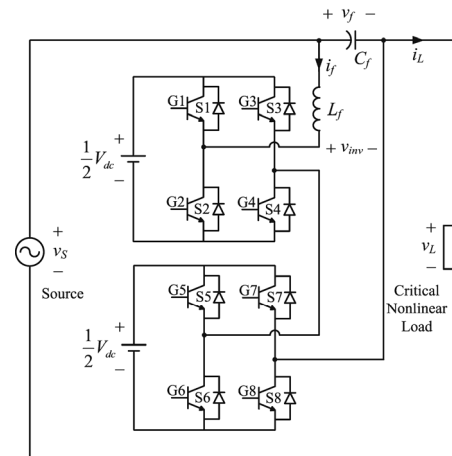 + v_f −
C_f
i_L
i_f
L_f
G1
S1
G3
S3
+ v_inv −
+
1/2 V_dc
−
G2
S2
G4
S4
+
v_S
−
Source
+
v_L
−
Critical
Nonlinear
Load
G5
S5
G7
S7
+
1/2 V_dc
−
G6
S6
G8
S8